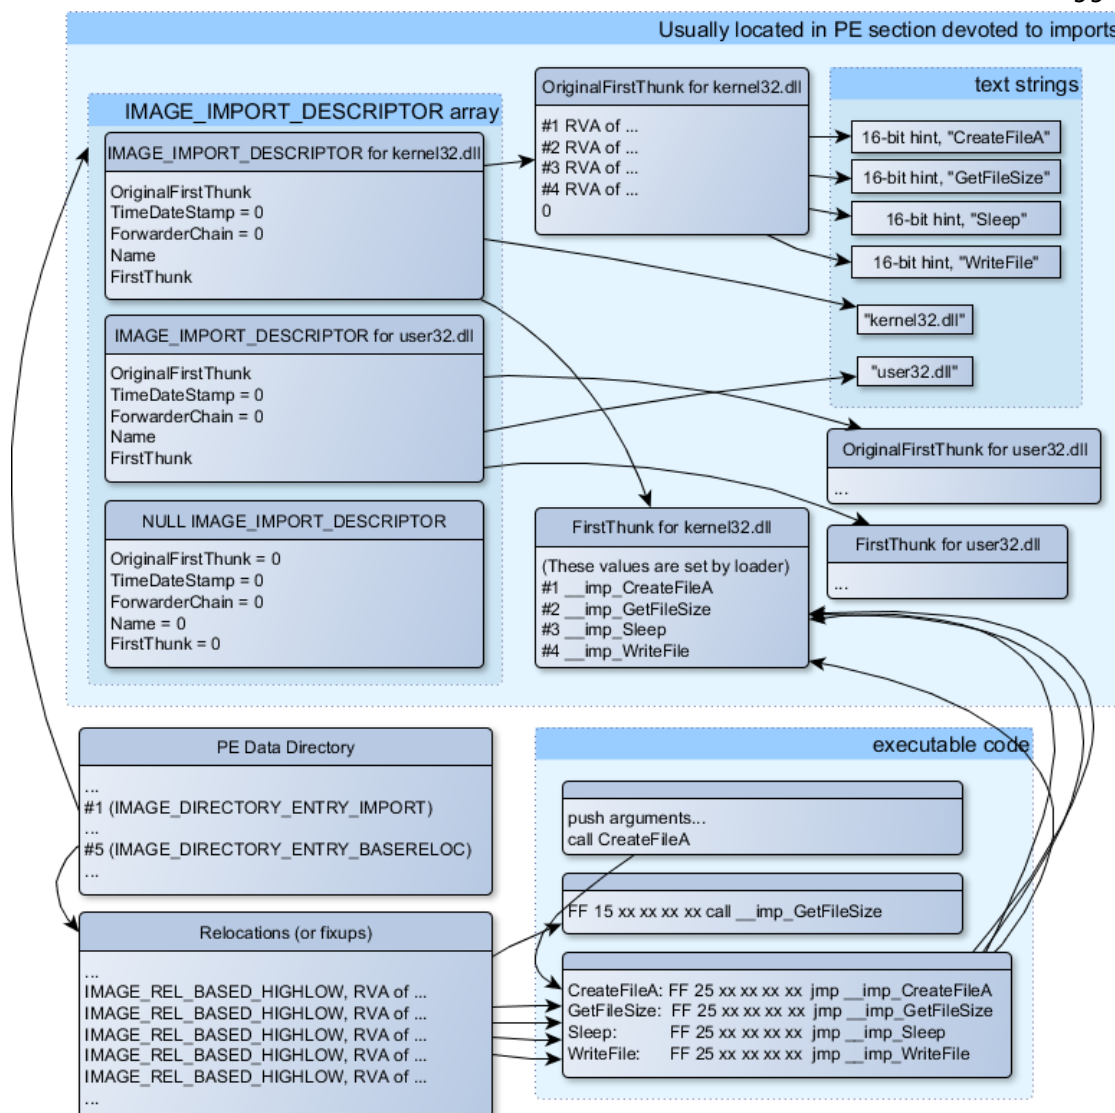 Usually located in PE section devoted to imports
IMAGE_IMPORT_DESCRIPTOR array
IMAGE_IMPORT_DESCRIPTOR for kernel32.dll
OriginalFirstThunk
TimeDateStamp = 0
ForwarderChain = 0
Name
FirstThunk
IMAGE_IMPORT_DESCRIPTOR for user32.dll
OriginalFirstThunk
TimeDateStamp = 0
ForwarderChain = 0
Name
FirstThunk
NULL IMAGE_IMPORT_DESCRIPTOR
OriginalFirstThunk = 0
TimeDateStamp = 0
ForwarderChain = 0
Name = 0
FirstThunk = 0
OriginalFirstThunk for kernel32.dll
#1 RVA of ...
#2 RVA of ...
#3 RVA of ...
#4 RVA of ...
0
text strings
16-bit hint, "CreateFileA"
16-bit hint, "GetFileSize"
16-bit hint, "Sleep"
16-bit hint, "WriteFile"
"kernel32.dll"
"user32.dll"
OriginalFirstThunk for user32.dll
...
FirstThunk for kernel32.dll
(These values are set by loader)
#1 __imp_CreateFileA
#2 __imp_GetFileSize
#3 __imp_Sleep
#4 __imp_WriteFile
FirstThunk for user32.dll
...
PE Data Directory
...
#1 (IMAGE_DIRECTORY_ENTRY_IMPORT)
...
#5 (IMAGE_DIRECTORY_ENTRY_BASERELOC)
...
Relocations (or fixups)
...
IMAGE_REL_BASED_HIGHLOW, RVA of ...
IMAGE_REL_BASED_HIGHLOW, RVA of ...
IMAGE_REL_BASED_HIGHLOW, RVA of ...
IMAGE_REL_BASED_HIGHLOW, RVA of ...
IMAGE_REL_BASED_HIGHLOW, RVA of ...
...
executable code
push arguments...
call CreateFileA
FF 15 xx xx xx xx call __imp_GetFileSize
CreateFileA: FF 25 xx xx xx xx jmp __imp_CreateFileA
GetFileSize: FF 25 xx xx xx xx jmp __imp_GetFileSize
Sleep: FF 25 xx xx xx xx jmp __imp_Sleep
WriteFile: FF 25 xx xx xx xx jmp __imp_WriteFile